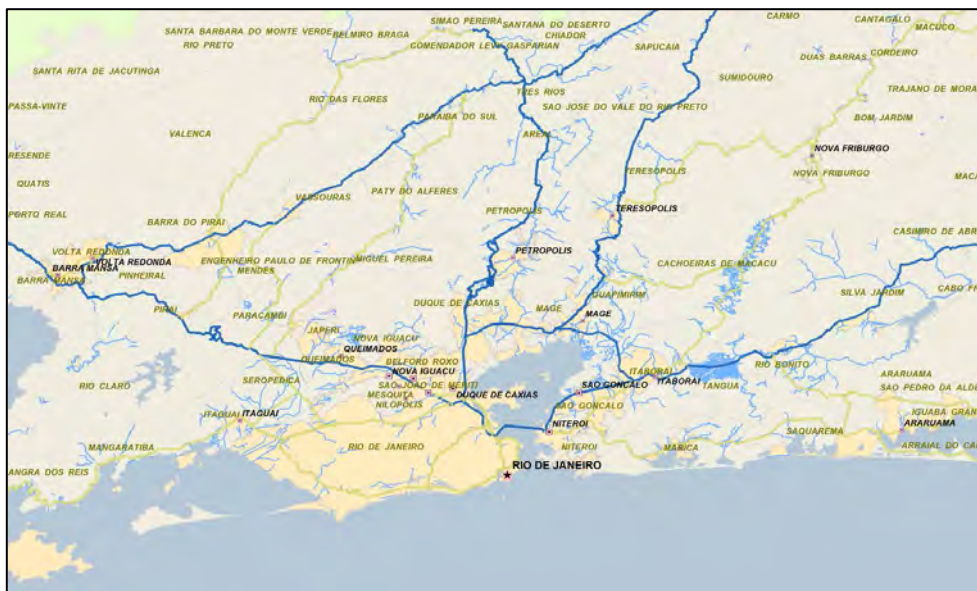 SANTA BARBARA DO MONTE VERDE
SIMAO PEREIRA
SANTANA DO DESERTO
CARMO
CANTAGALO
MACUCO
RIO PRETO
BELMIRO BRAGA
CHIADOR
COMENDADOR LEVY GASPARIAN
SAPUCAIA
CORDEIRO
DUAS BARRAS
SANTA RITA DE JACUTINGA
SUMIDOURO
TRES RIOS
TRAJANO DE MORA
PASSA-VINTE
RIO DAS FLORES
SAO JOSE DO VALE DO RIO PRETO
PARAIBA DO SUL
BOM JARDIM
VALENCA
AREAL
NOVA FRIBURGO
RESENDE
TERESOPOLIS
NOVA FRIBURGO
QUATIS
PATY DO ALFERES
VASSOURAS
PORTO REAL
BARRA DO PIRAI
PETROPOLIS
TERESOPOLIS
CASIMIRO DE ABR
VOLTA REDONDA
PETROPOLIS
VOLTA REDONDA
ENGENHEIRO PAULO DE FRONTIN
MIGUEL PEREIRA
CACHOEIRAS DE MACACU
BARRA MANSA
PINHEIRAL
MENDES
BARRA MANSA
CABO FR
SILVA JARDIM
GUAPIMIRIM
DUQUE DE CAXIAS
MAGE
PIRAI
PARACAMBI
MAGE
JAPERI
NOVA IGUACU
QUEIMADOS
QUEIMADOS
BELFORD ROXO
RIO BONITO
ITABORAI
NOVA IGUACU
ARARUAMA
SEROPEDICA
SAO JOAO DE MERITI
ITABORAI
TANGUA
RIO CLARO
MESQUITA
DUQUE DE CAXIAS
SAO GONCALO
SAO PEDRO DA ALDE
NILOPOLIS
SAO GONCALO
ITAGUAI
ITAGUAI
IGUABA GRAN
ARARUAMA
NITEROI
SAQUAREMA
MANGARATIBA
RIO DE JANEIRO
NITEROI
MARICA
ARRAIAL DO CA
ANGRA DOS REIS
RIO DE JANEIRO